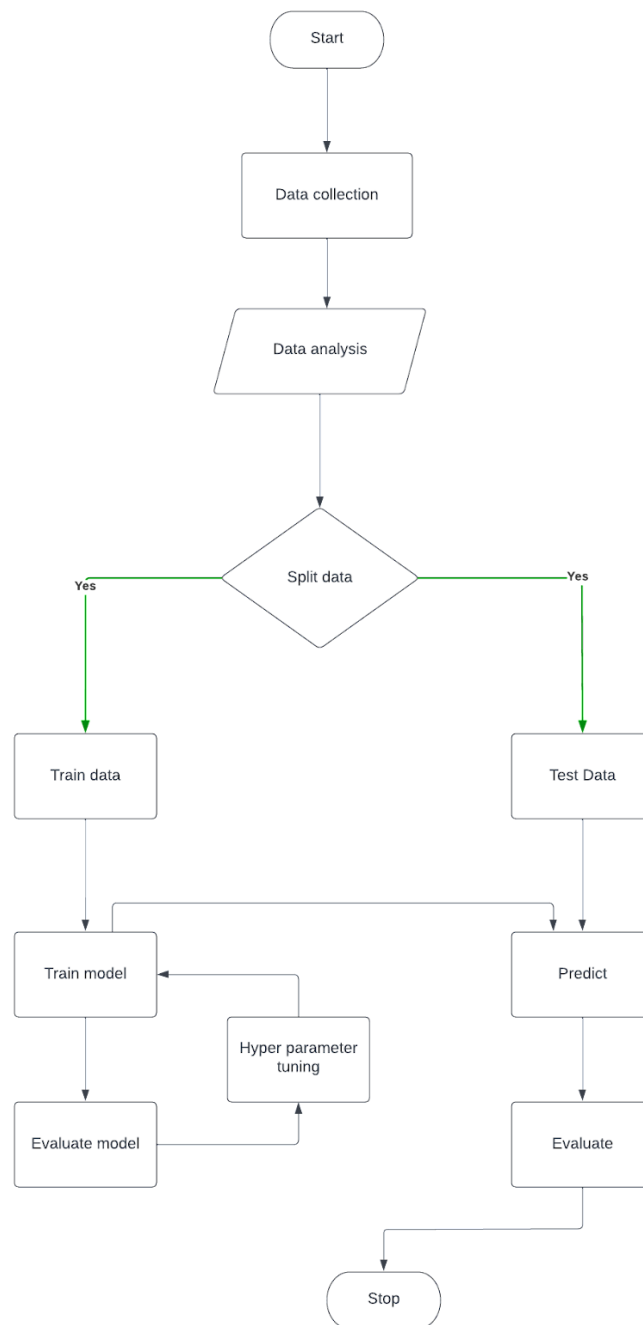 Start
Data collection
Data analysis
Split data
Yes
Yes
Train data
Test Data
Train model
Predict
Hyper parameter
tuning
Evaluate model
Evaluate
Stop